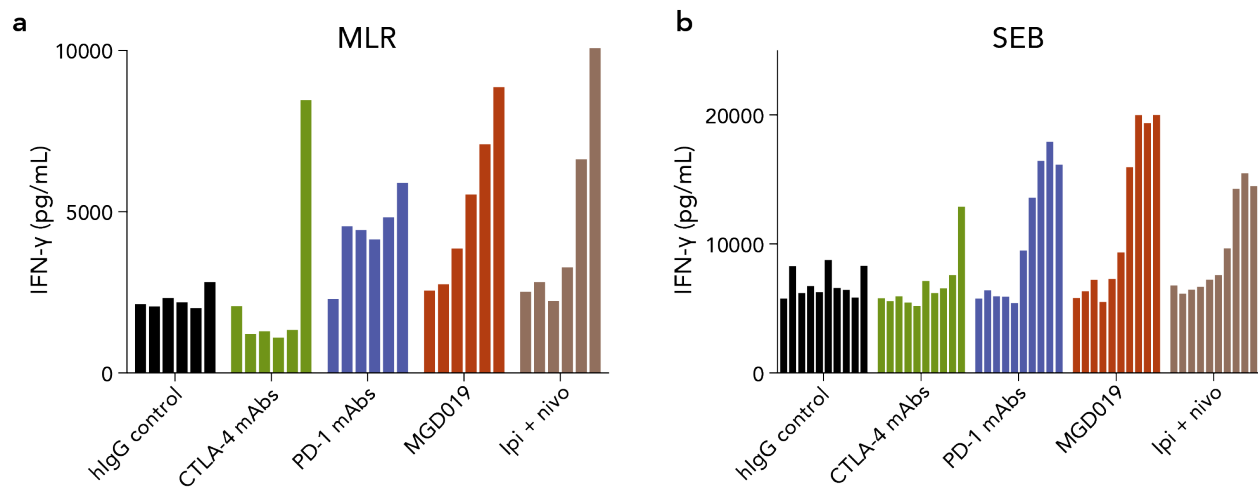 a
MLR
IFN-γ (pg/mL)
10000
5000
0
hIgG control
CTLA-4 mAbs
PD-1 mAbs
MGD019
Ipi + nivo
b
SEB
IFN-γ (pg/mL)
20000
10000
0
hIgG control
CTLA-4 mAbs
PD-1 mAbs
MGD019
Ipi + nivo